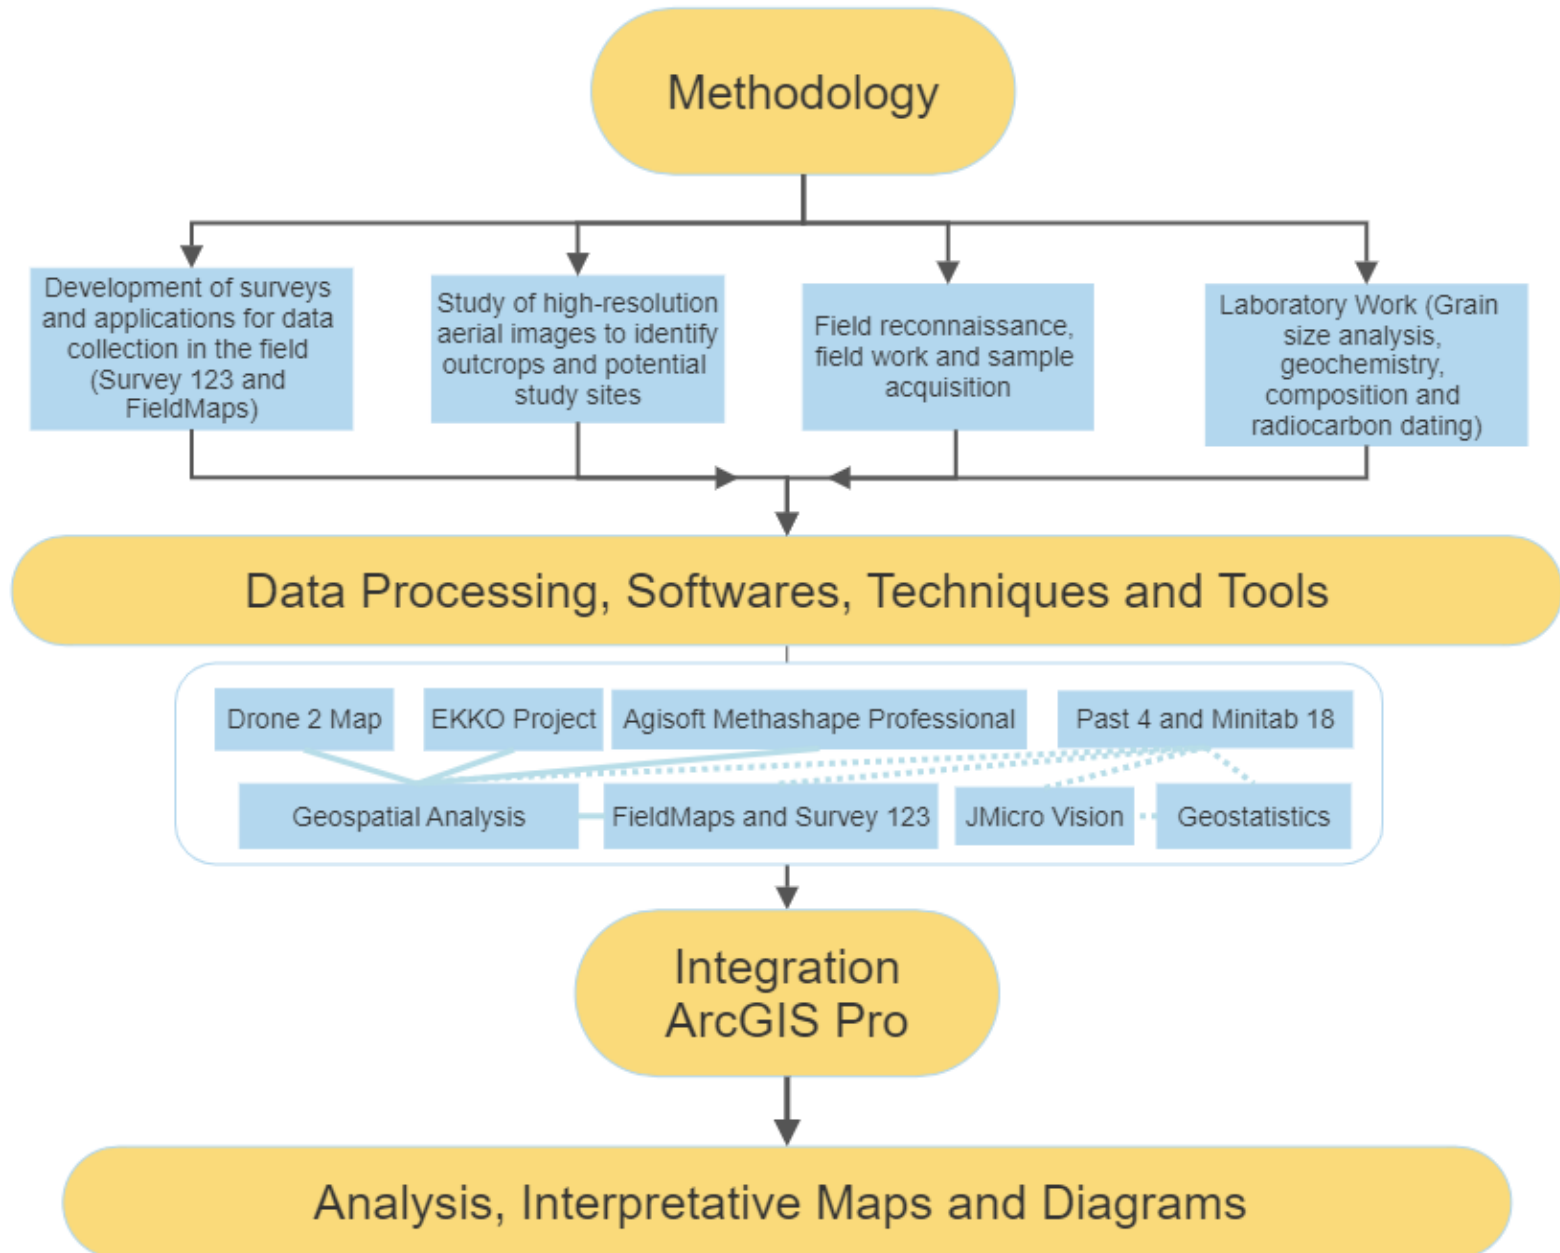 Methodology
Development of surveys
and applications for data
collection in the field
(Survey 123 and
FieldMaps)
Study of high-resolution
aerial images to identify
outcrops and potential
study sites
Field reconnaissance,
field work and sample
acquisition
Laboratory Work (Grain
size analysis,
geochemistry,
composition and
radiocarbon dating)
Data Processing, Softwares, Techniques and Tools
Drone 2 Map
EKKO Project
Agisoft Methashape Professional
Past 4 and Minitab 18
Geospatial Analysis
FieldMaps and Survey 123
JMicro Vision
Geostatistics
Integration
ArcGIS Pro
Analysis, Interpretative Maps and Diagrams